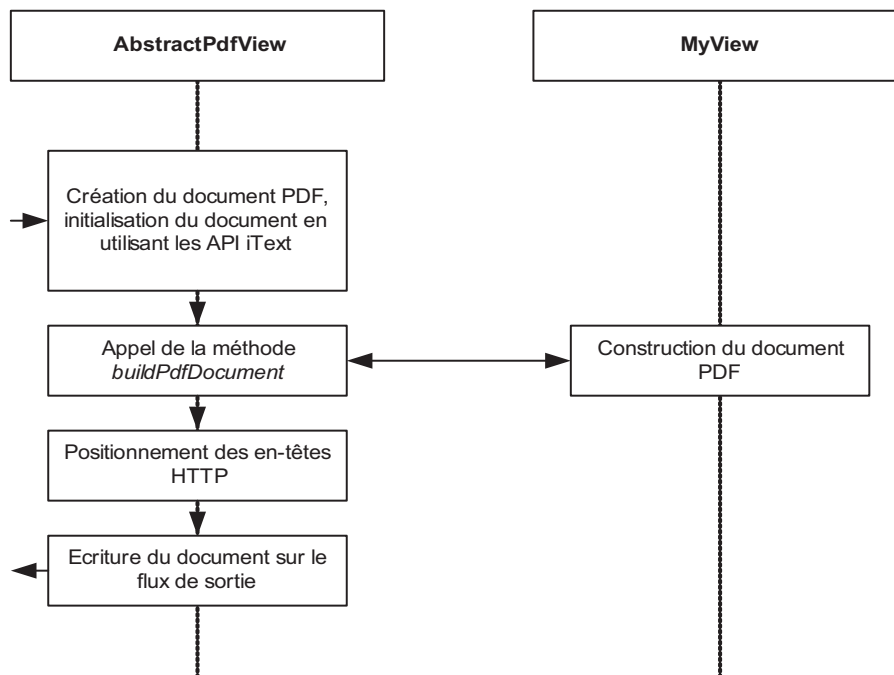 AbstractPdfView
MyView
Création du document PDF,
initialisation du document en
utilisant les API iText
Appel de la méthode
buildPdfDocument
Construction du document
PDF
Positionnement des en-têtes
HTTP
Ecriture du document sur le
flux de sortie